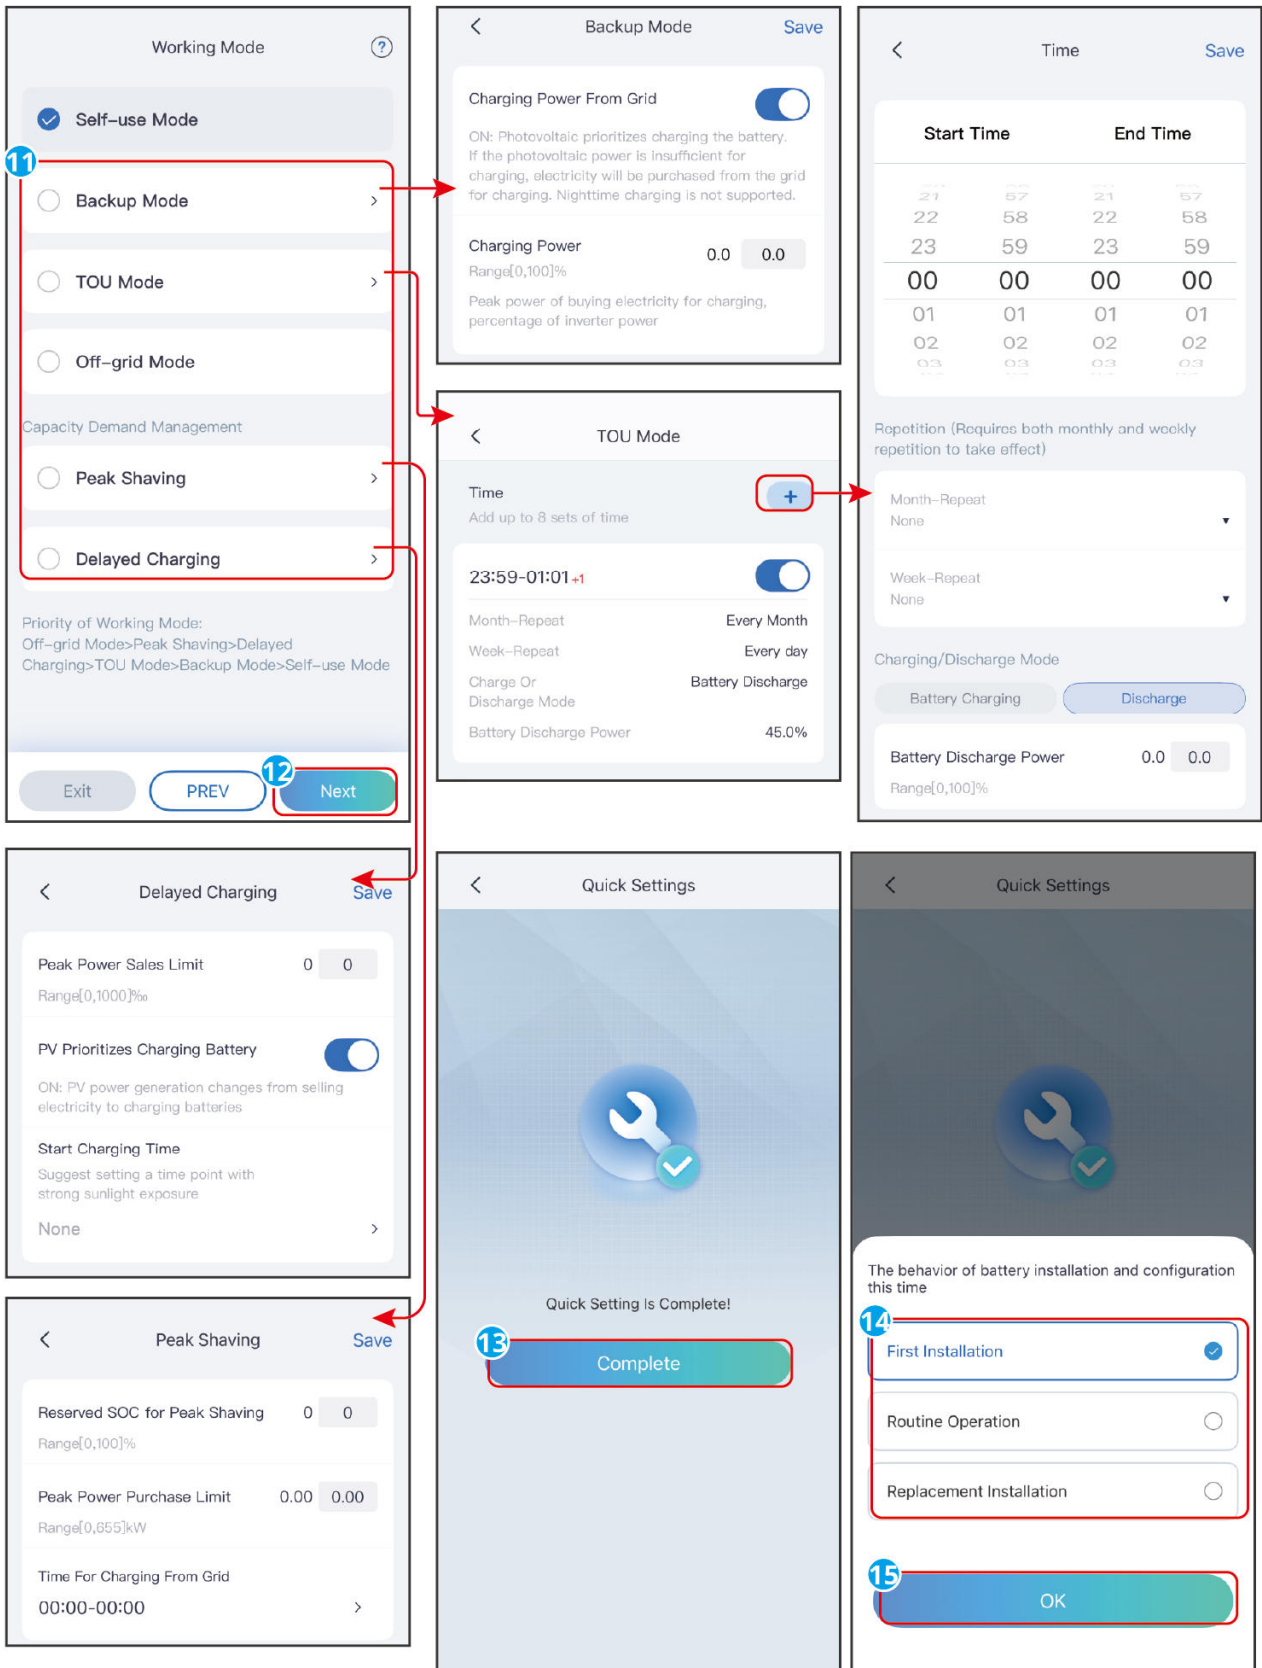 Working Mode
?
Self-use Mode
11
Backup Mode
TOU Mode
Off-grid Mode
Capacity Demand Management
Peak Shaving
Delayed Charging
Priority of Working Mode:
Off-grid Mode>Peak Shaving>Delayed
Charging>TOU Mode>Backup Mode>Self-use Mode
12
Exit
PREV
Next
Backup Mode
Save
Charging Power From Grid
ON: Photovoltaic prioritizes charging the battery.
If the photovoltaic power is insufficient for
charging, electricity will be purchased from the grid
for charging. Nighttime charging is not supported.
Charging Power 0.0 0.0
Range[0,100]%
Peak power of buying electricity for charging,
percentage of inverter power
TOU Mode
Time
+
Add up to 8 sets of time
23:59-01:01 +1
Month-Repeat Every Month
Week-Repeat Every day
Charge Or Battery Discharge
Discharge Mode
Battery Discharge Power 45.0%
Time
Save
Start Time End Time
21 57 21 57
22 58 22 58
23 59 23 59
00 00 00 00
01 01 01 01
02 02 02 02
03 03 03 03
Repetition (Requires both monthly and weekly
repetition to take effect)
Month-Repeat
None
Week-Repeat
None
Charging/Discharge Mode
Battery Charging Discharge
Battery Discharge Power 0.0 0.0
Range[0,100]%
Delayed Charging
Save
Peak Power Sales Limit 0 0
Range[0,1000]‰
PV Prioritizes Charging Battery
ON: PV power generation changes from selling
electricity to charging batteries
Start Charging Time
Suggest setting a time point with
strong sunlight exposure
None
Peak Shaving
Save
Reserved SOC for Peak Shaving 0 0
Range[0,100]%
Peak Power Purchase Limit 0.00 0.00
Range[0,655]kW
Time For Charging From Grid
00:00-00:00
Quick Settings
Quick Setting Is Complete!
13
Complete
Quick Settings
The behavior of battery installation and configuration
this time
14
First Installation
Routine Operation
Replacement Installation
15
OK